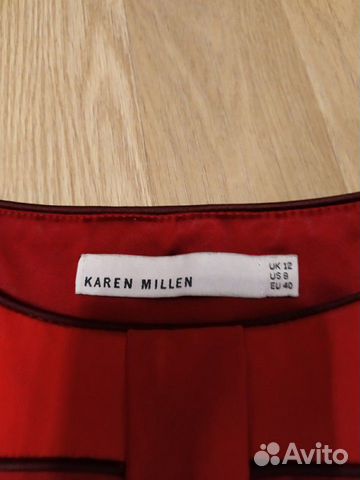 KAREN MILLEN
UK 12
US 8
EU 40
Avito